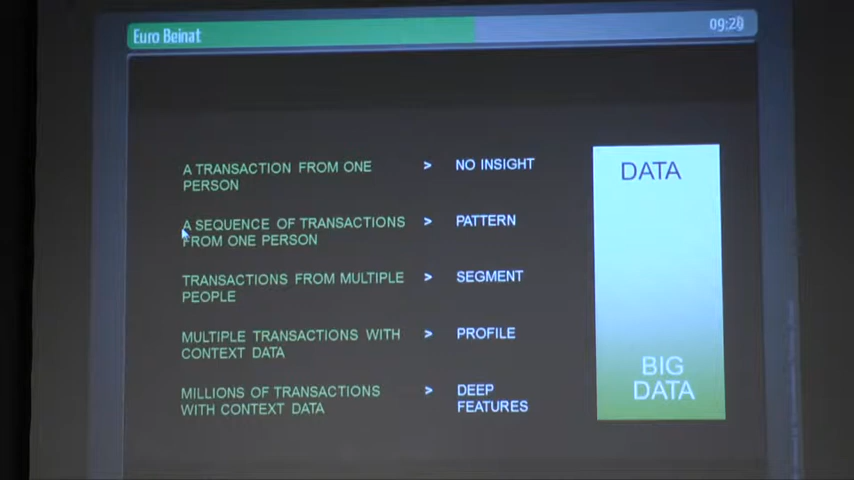 Euro Beinat
09:20
A TRANSACTION FROM ONE
PERSON
> NO INSIGHT
A SEQUENCE OF TRANSACTIONS
FROM ONE PERSON
> PATTERN
TRANSACTIONS FROM MULTIPLE
PEOPLE
> SEGMENT
MULTIPLE TRANSACTIONS WITH
CONTEXT DATA
> PROFILE
MILLIONS OF TRANSACTIONS
WITH CONTEXT DATA
> DEEP
FEATURES
DATA
BIG
DATA